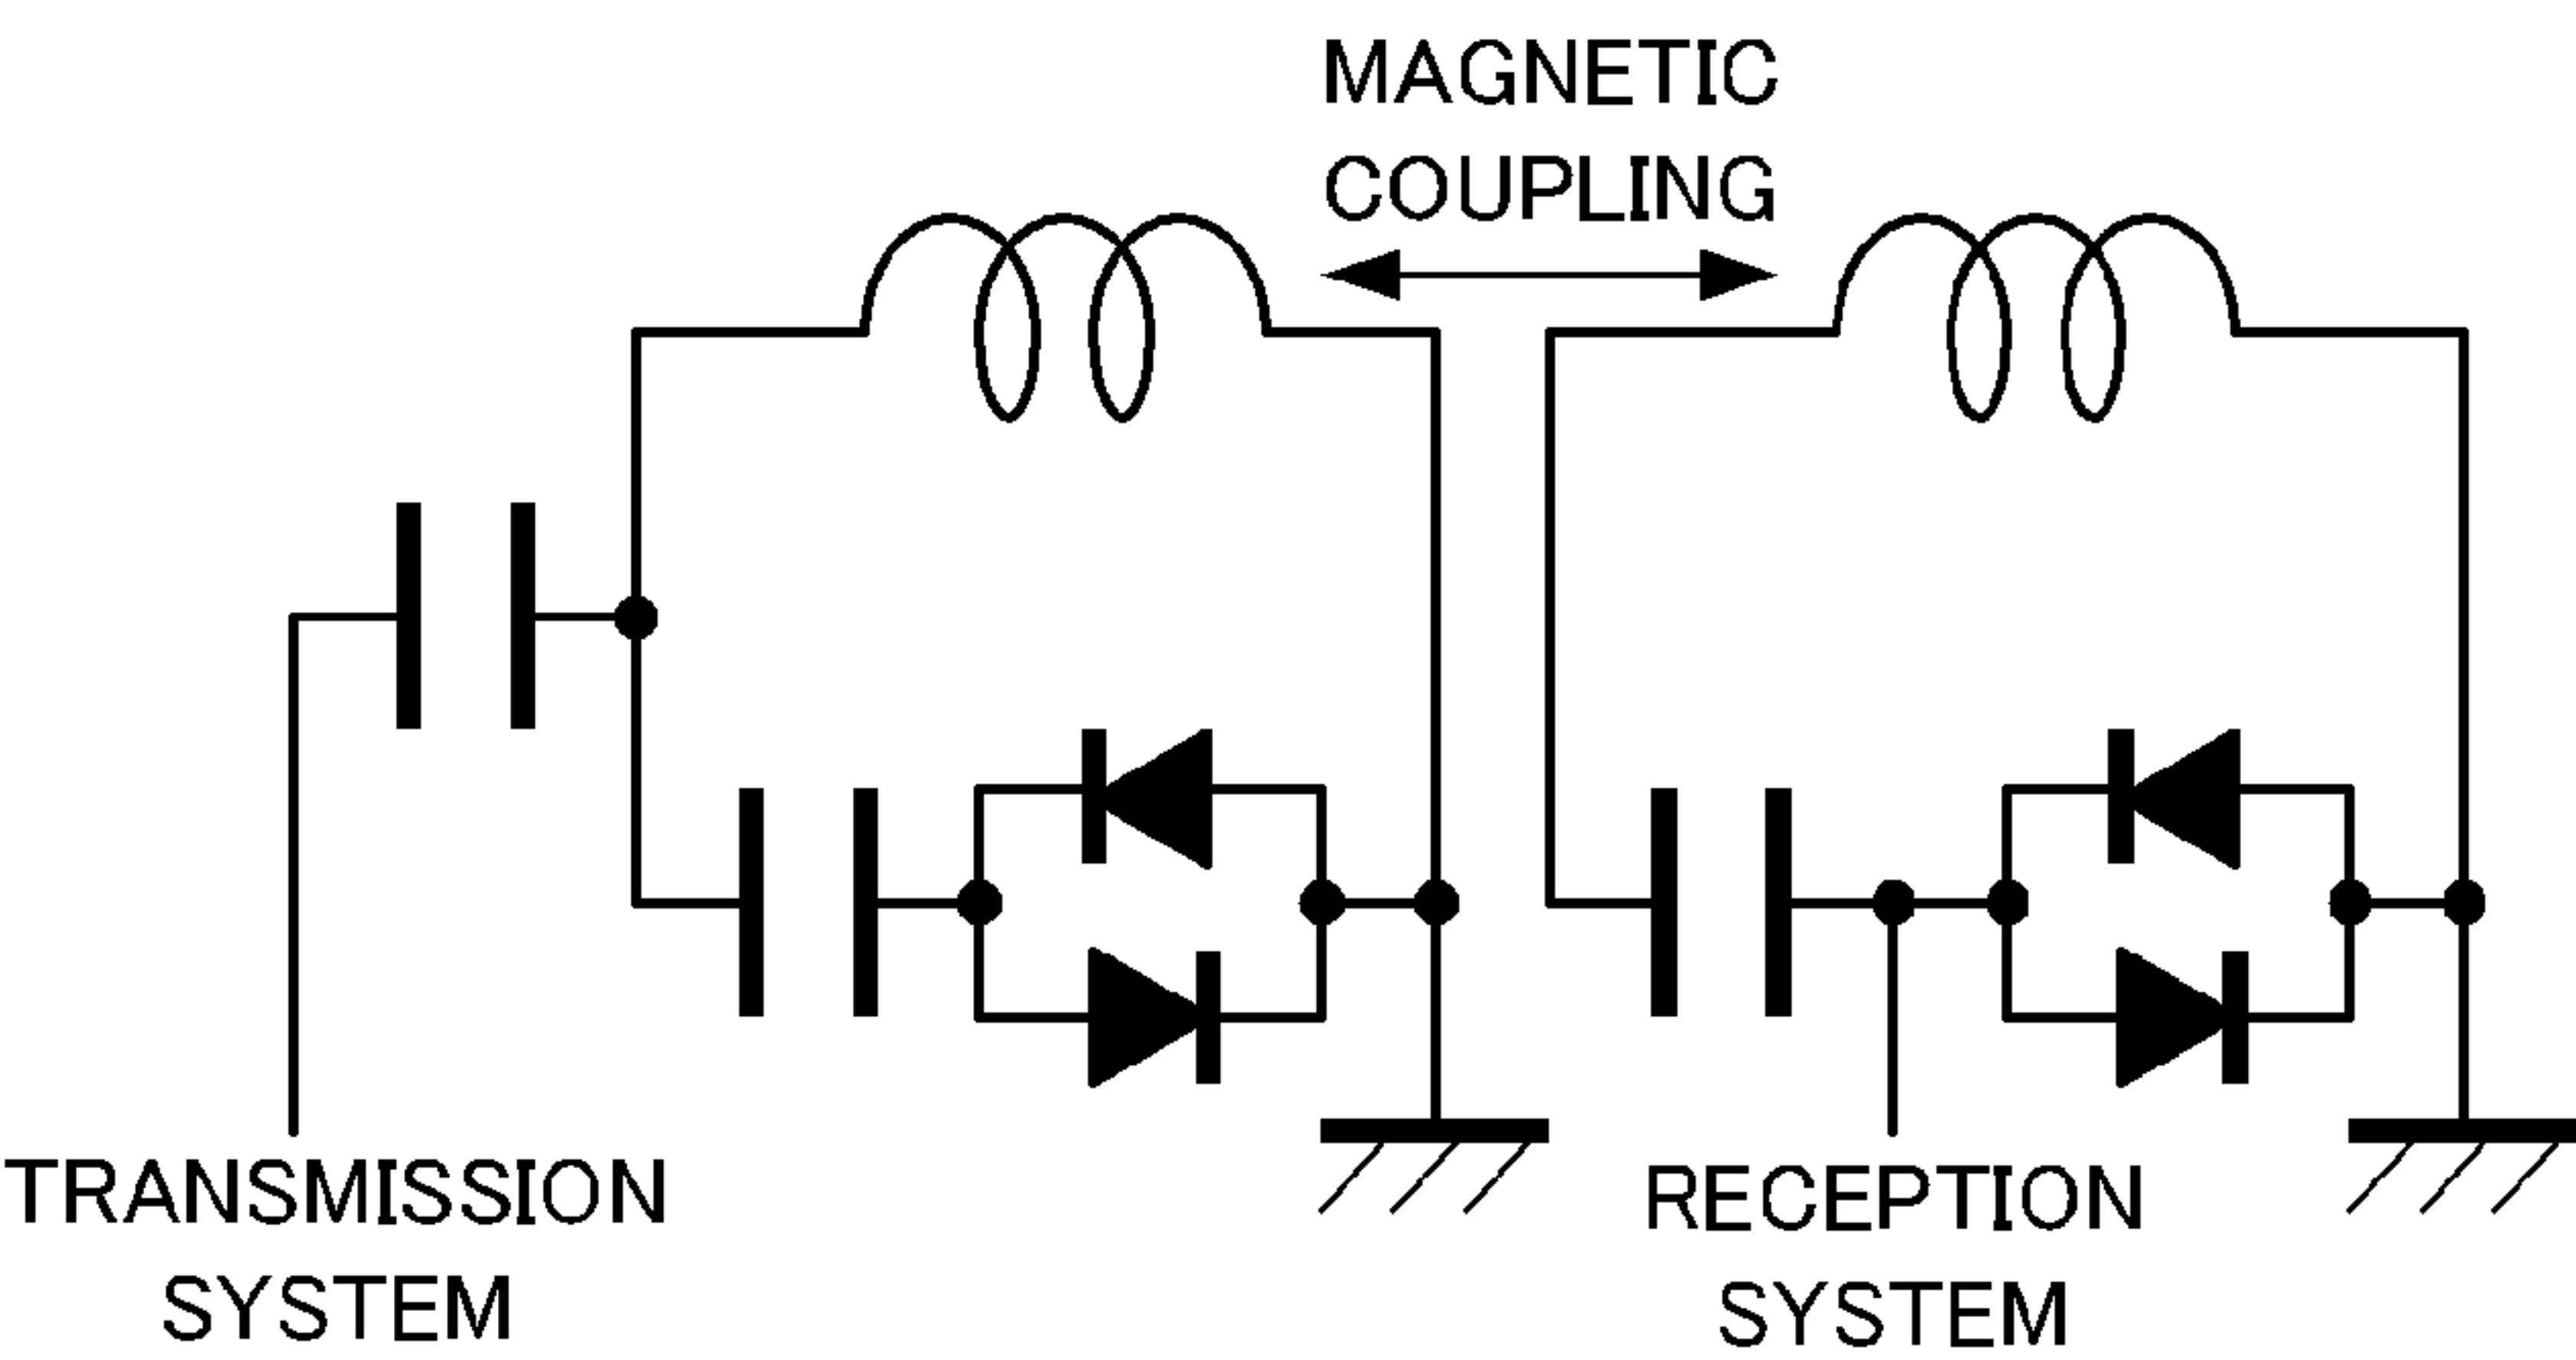 MAGNETIC
COUPLING
TRANSMISSION
SYSTEM
RECEPTION
SYSTEM